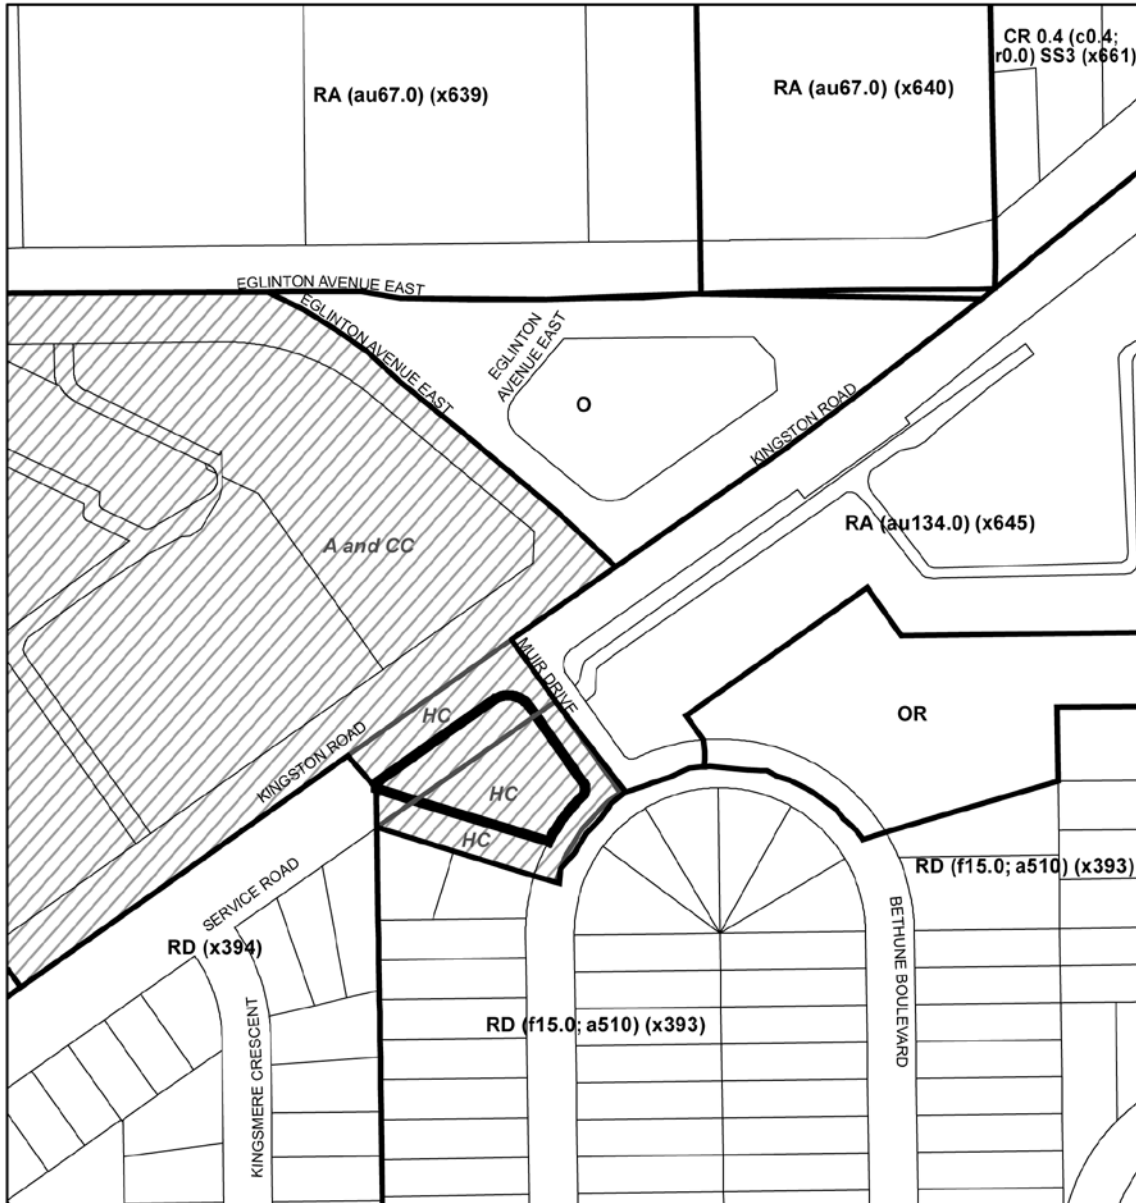 CR 0.4 (c0.4;
r0.0) SS3 (x661)
RA (au67.0) (x639)
RA (au67.0) (x640)
EGLINTON AVENUE EAST
EGLINTON AVENUE EAST
EGLINTON
AVENUE EAST
O
KINGSTON ROAD
RA (au134.0) (x645)
A and CC
MUIR DRIVE
HC
OR
KINGSTON ROAD
HC
HC
RD (f15.0; a510) (x393)
SERVICE ROAD
RD (x394)
BETHUNE BOULEVARD
RD (f15.0; a510) (x393)
KINGSMERE CRESCENT